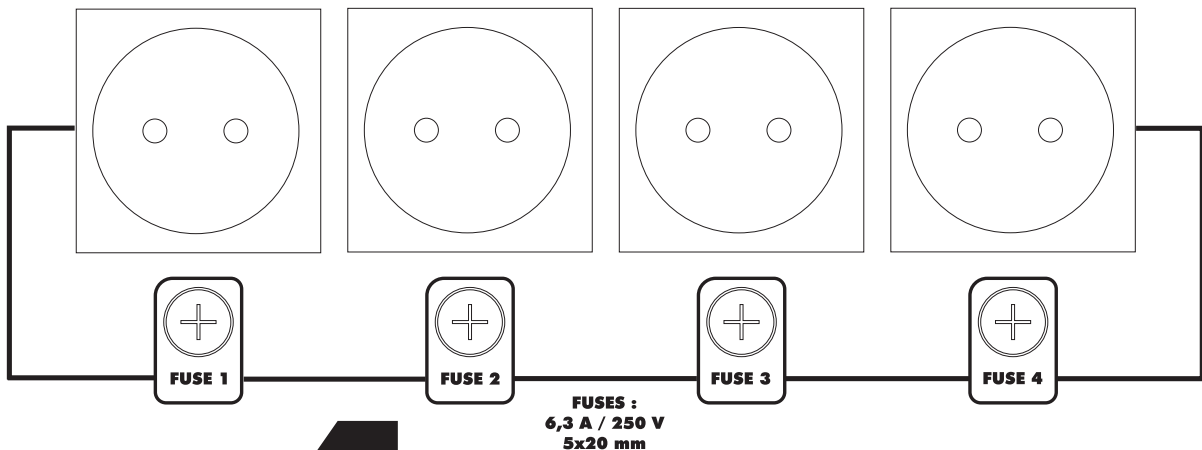 FUSE 1
FUSE 2
FUSE 3
FUSE 4
FUSES :
6,3 A / 250 V
5x20 mm